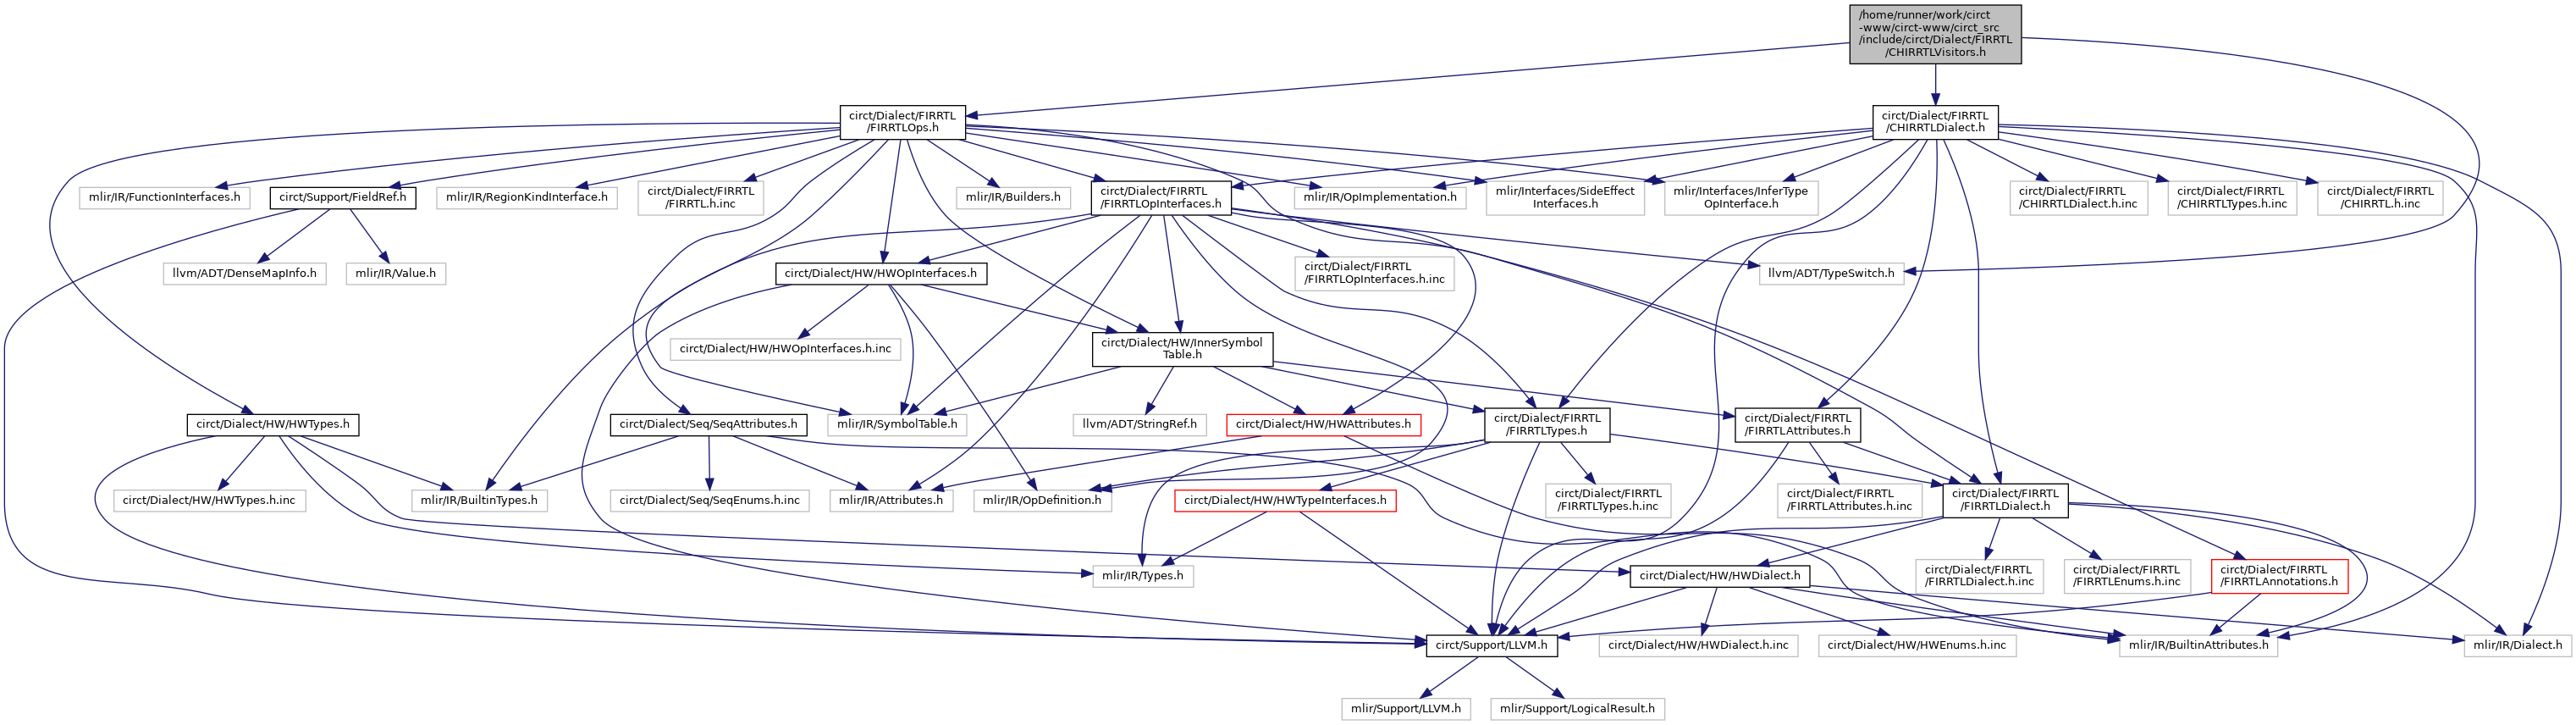 /home/runner/work/circt
-www/circt-www/circt_src
/include/circt/Dialect/FIRRTL
/CHIRRTLVisitors.h
circt/Dialect/FIRRTL
/FIRRTLOps.h
circt/Dialect/FIRRTL
/CHIRRTLDialect.h
mlir/IR/FunctionInterfaces.h
circt/Support/FieldRef.h
mlir/IR/RegionKindInterface.h
circt/Dialect/FIRRTL
/FIRRTL.h.inc
mlir/IR/Builders.h
circt/Dialect/FIRRTL
/FIRRTLOpInterfaces.h
mlir/IR/OpImplementation.h
mlir/Interfaces/SideEffect
Interfaces.h
mlir/Interfaces/InferType
OpInterface.h
circt/Dialect/FIRRTL
/CHIRRTLDialect.h.inc
circt/Dialect/FIRRTL
/CHIRRTLTypes.h.inc
circt/Dialect/FIRRTL
/CHIRRTL.h.inc
llvm/ADT/DenseMapInfo.h
mlir/IR/Value.h
circt/Dialect/HW/HWOpInterfaces.h
circt/Dialect/FIRRTL
/FIRRTLOpInterfaces.h.inc
llvm/ADT/TypeSwitch.h
circt/Dialect/HW/HWOpInterfaces.h.inc
circt/Dialect/HW/InnerSymbol
Table.h
circt/Dialect/HW/HWTypes.h
circt/Dialect/Seq/SeqAttributes.h
mlir/IR/SymbolTable.h
llvm/ADT/StringRef.h
circt/Dialect/HW/HWAttributes.h
circt/Dialect/FIRRTL
/FIRRTLTypes.h
circt/Dialect/FIRRTL
/FIRRTLAttributes.h
circt/Dialect/HW/HWTypes.h.inc
mlir/IR/BuiltinTypes.h
circt/Dialect/Seq/SeqEnums.h.inc
mlir/IR/Attributes.h
mlir/IR/OpDefinition.h
circt/Dialect/HW/HWTypeInterfaces.h
circt/Dialect/FIRRTL
/FIRRTLTypes.h.inc
circt/Dialect/FIRRTL
/FIRRTLAttributes.h.inc
circt/Dialect/FIRRTL
/FIRRTLDialect.h
mlir/IR/Types.h
circt/Dialect/HW/HWDialect.h
circt/Dialect/FIRRTL
/FIRRTLDialect.h.inc
circt/Dialect/FIRRTL
/FIRRTLEnums.h.inc
circt/Dialect/FIRRTL
/FIRRTLAnnotations.h
circt/Support/LLVM.h
circt/Dialect/HW/HWDialect.h.inc
circt/Dialect/HW/HWEnums.h.inc
mlir/IR/BuiltinAttributes.h
mlir/IR/Dialect.h
mlir/Support/LLVM.h
mlir/Support/LogicalResult.h